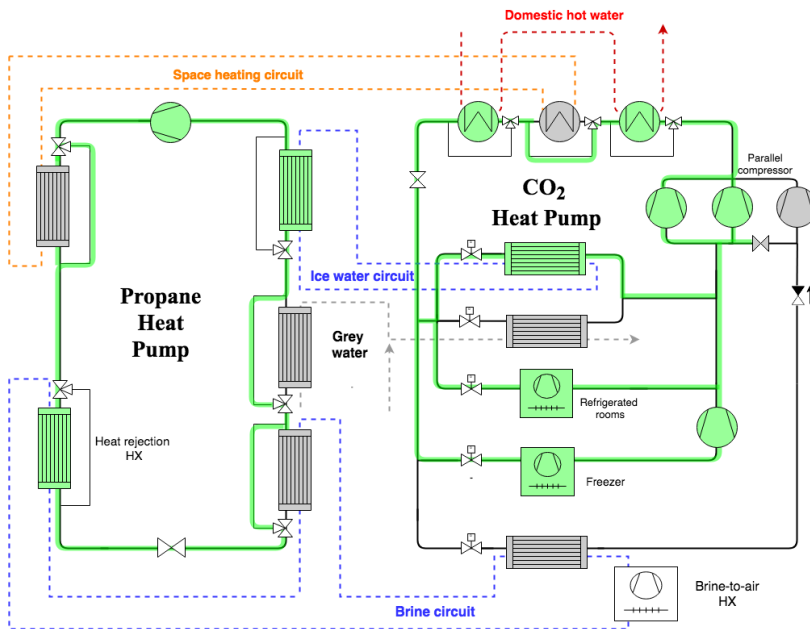 Domestic hot water
Space heating circuit
Parallel
compressor
CO2
Heat Pump
Ice water circuit
Propane
Heat
Pump
Grey
water
Refrigerated
rooms
Heat rejection
HX
Freezer
Brine-to-air
HX
Brine circuit